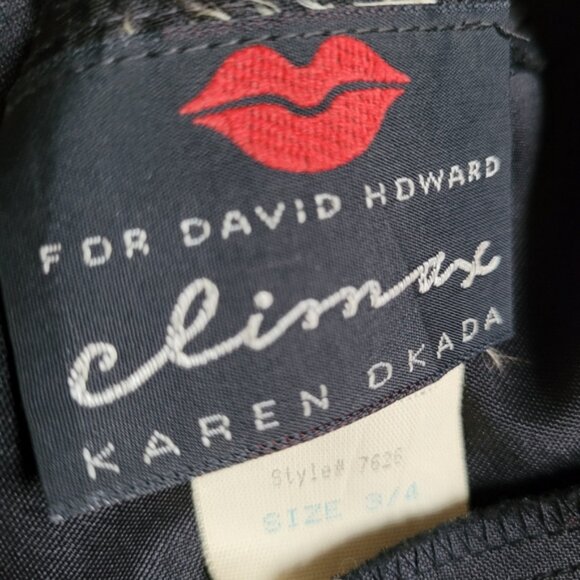 FOR DAVID HOWARD
climax
KAREN OKADA
Style# 7626
SIZE 3/4